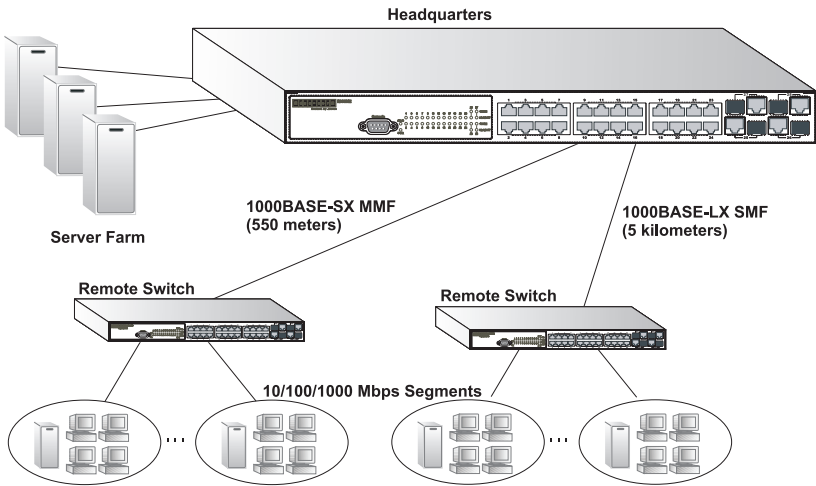 Headquarters
1000BASE-SX MMF
(550 meters)
1000BASE-LX SMF
(5 kilometers)
Server Farm
Remote Switch
Remote Switch
10/100/1000 Mbps Segments
...
...